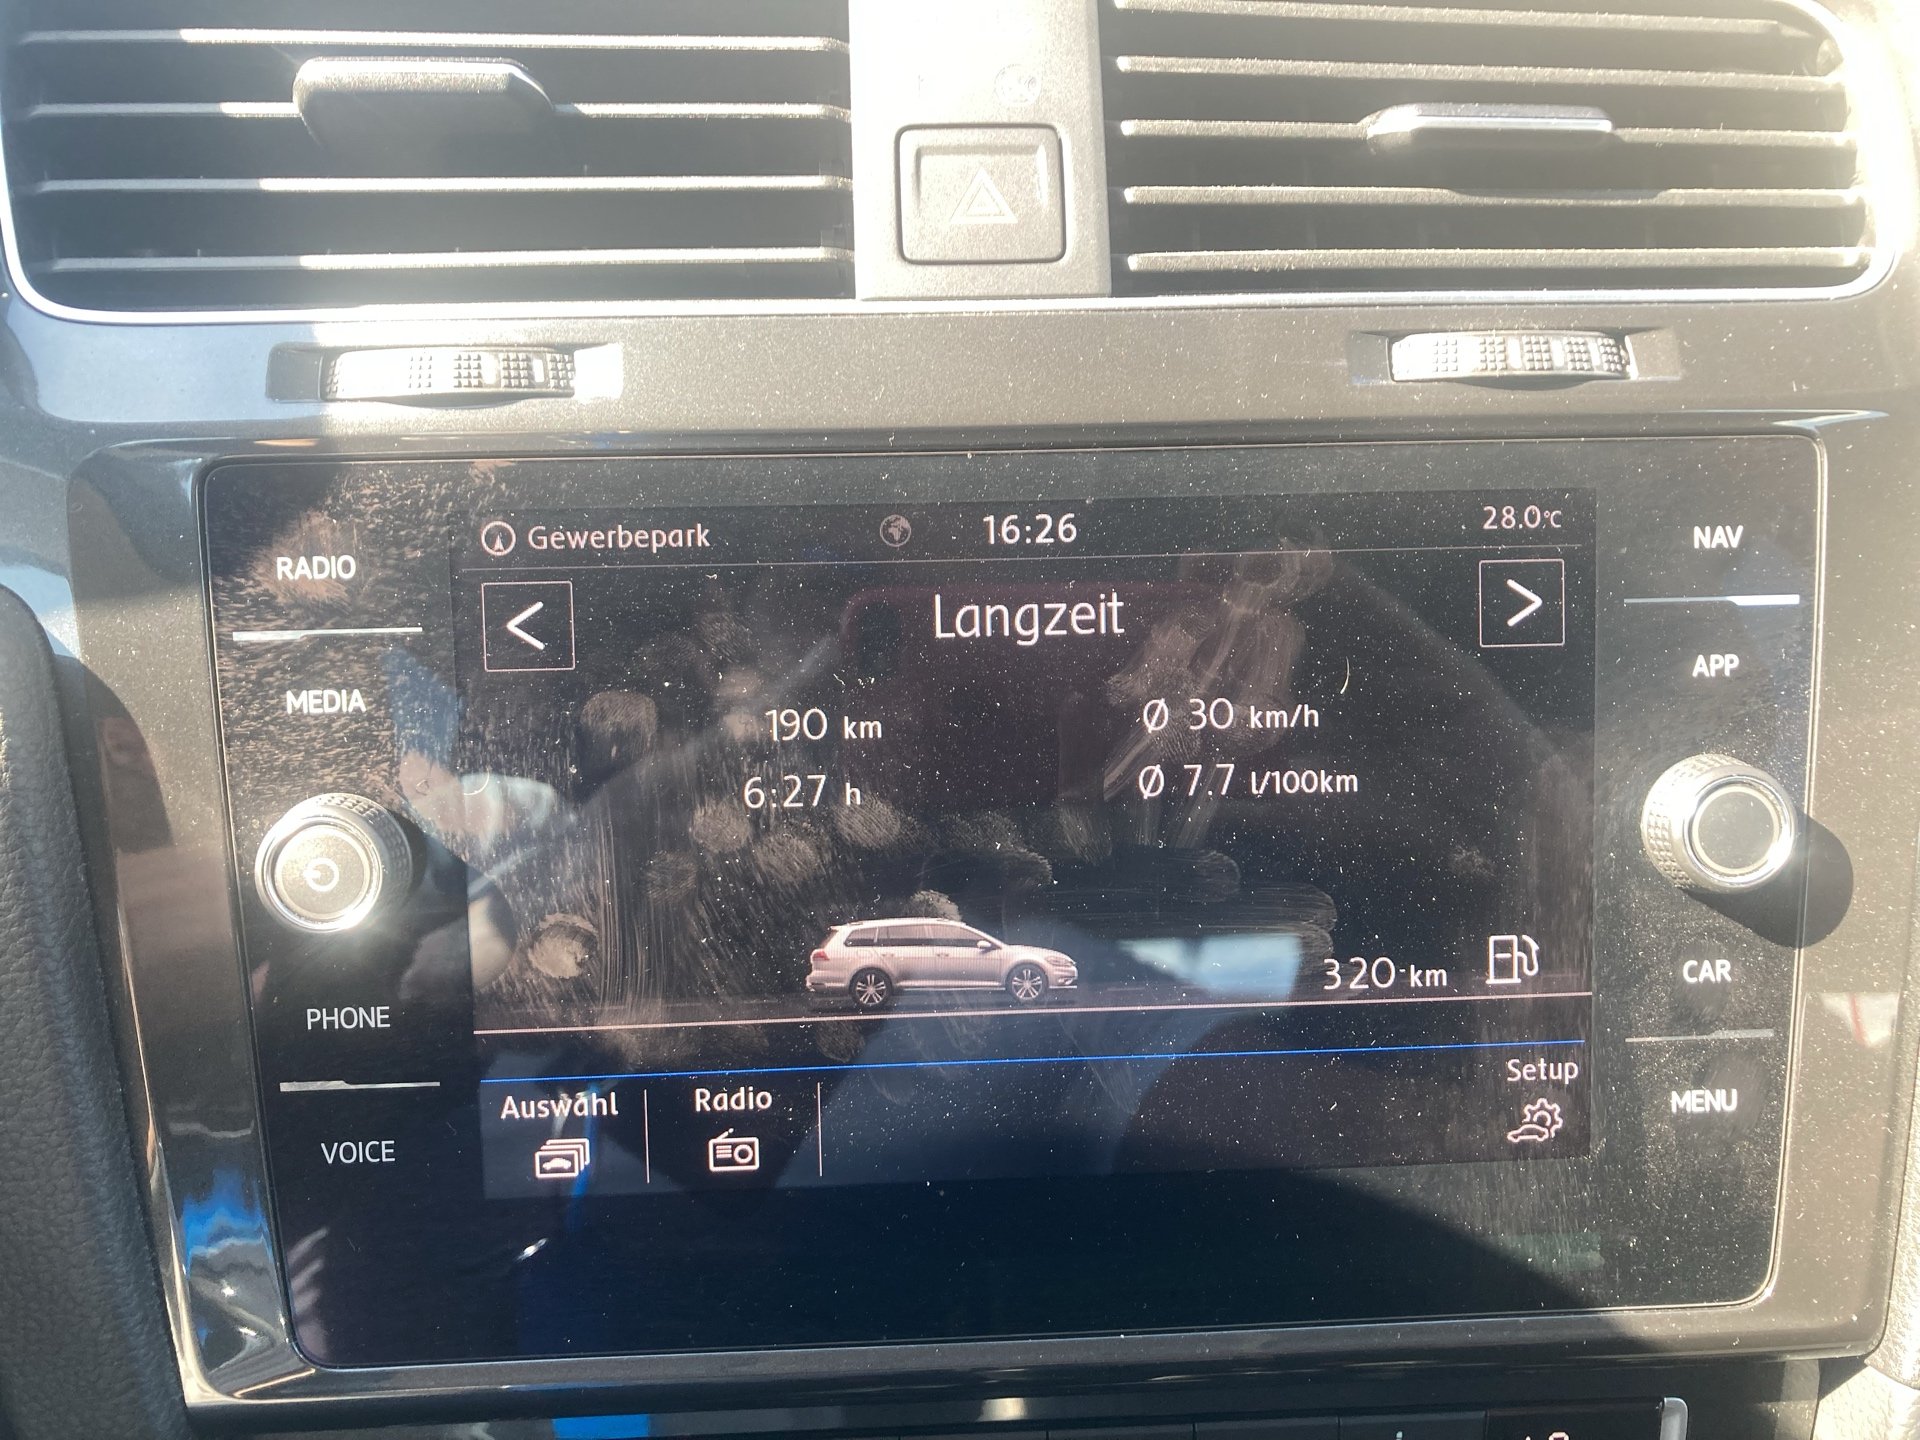 Gewerbepark 16:26 28.0°C
Langzeit
190 km Ø 30 km/h
6:27 h Ø 7.7 l/100km
320 km
Auswahl Radio Setup
RADIO
MEDIA
PHONE
VOICE
NAV
APP
CAR
MENU